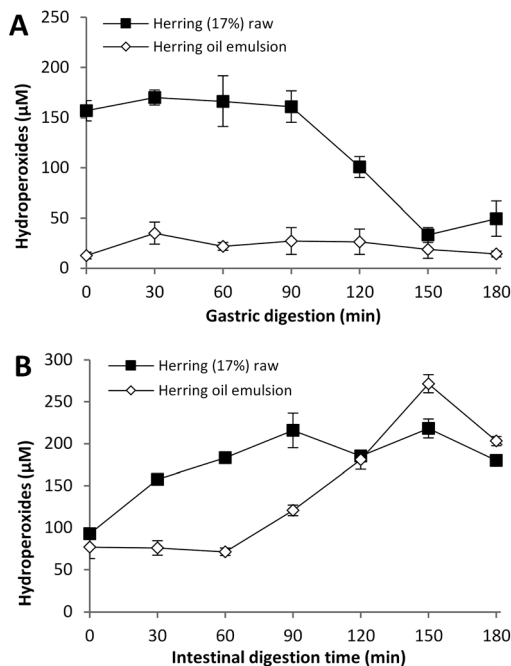 A
Herring (17%) raw
Herring oil emulsion
Hydroperoxides (µM)
250
200
150
100
50
0
0 30 60 90 120 150 180
Gastric digestion (min)
B
Herring (17%) raw
Herring oil emulsion
Hydroperoxides (µM)
300
250
200
150
100
50
0
0 30 60 90 120 150 180
Intestinal digestion time (min)